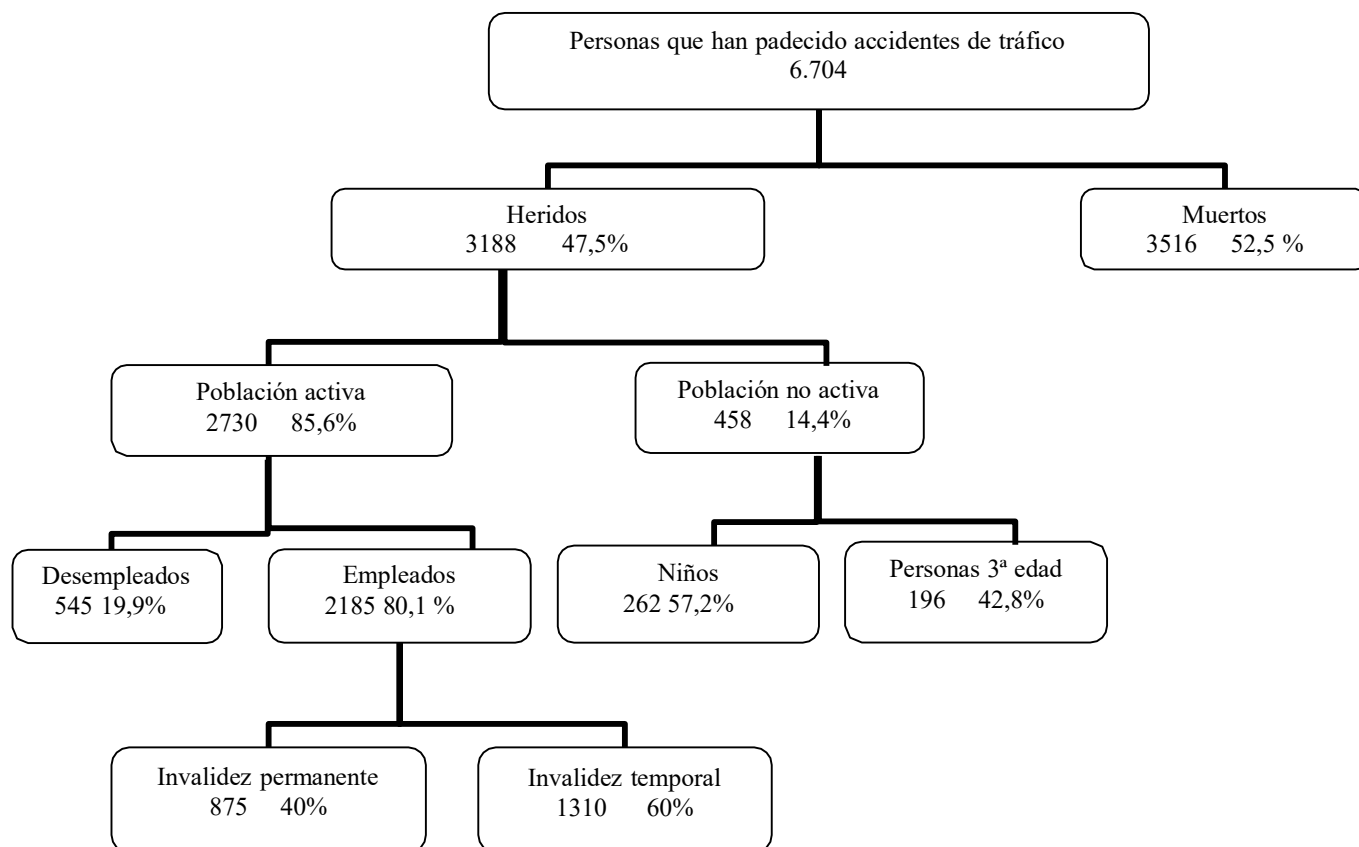 Personas que han padecido accidentes de tráfico
6.704
Heridos
3188 47,5%
Muertos
3516 52,5 %
Población activa
2730 85,6%
Población no activa
458 14,4%
Desempleados
545 19,9%
Empleados
2185 80,1 %
Niños
262 57,2%
Personas 3ª edad
196 42,8%
Invalidez permanente
875 40%
Invalidez temporal
1310 60%